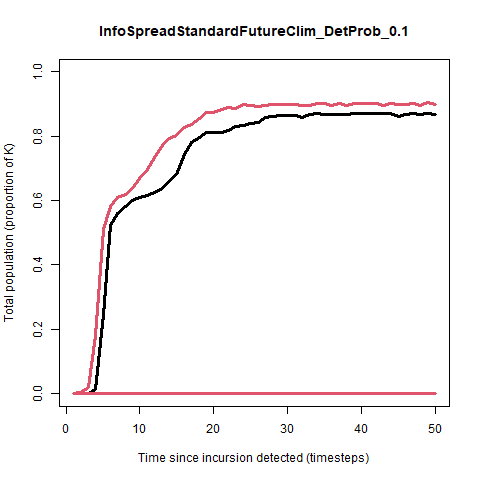 InfoSpreadStandardFutureClim_DetProb_0.1
Total population (proportion of K)
1.0
0.8
0.6
0.4
0.2
0.0
0 10 20 30 40 50
Time since incursion detected (timesteps)